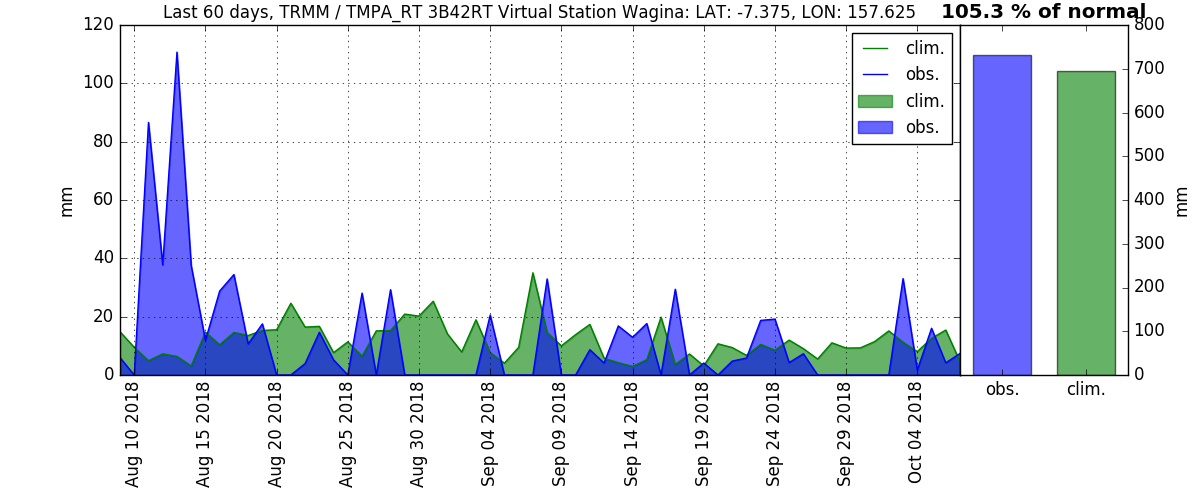 Last 60 days, TRMM / TMPA_RT 3B42RT Virtual Station Wagina: LAT: -7.375, LON: 157.625
105.3 % of normal
120
100
80
60
40
20
0
mm
clim.
obs.
clim.
obs.
800
700
600
500
400
300
200
100
0
mm
obs.
clim.
Aug 10 2018
Aug 15 2018
Aug 20 2018
Aug 25 2018
Aug 30 2018
Sep 04 2018
Sep 09 2018
Sep 14 2018
Sep 19 2018
Sep 24 2018
Sep 29 2018
Oct 04 2018